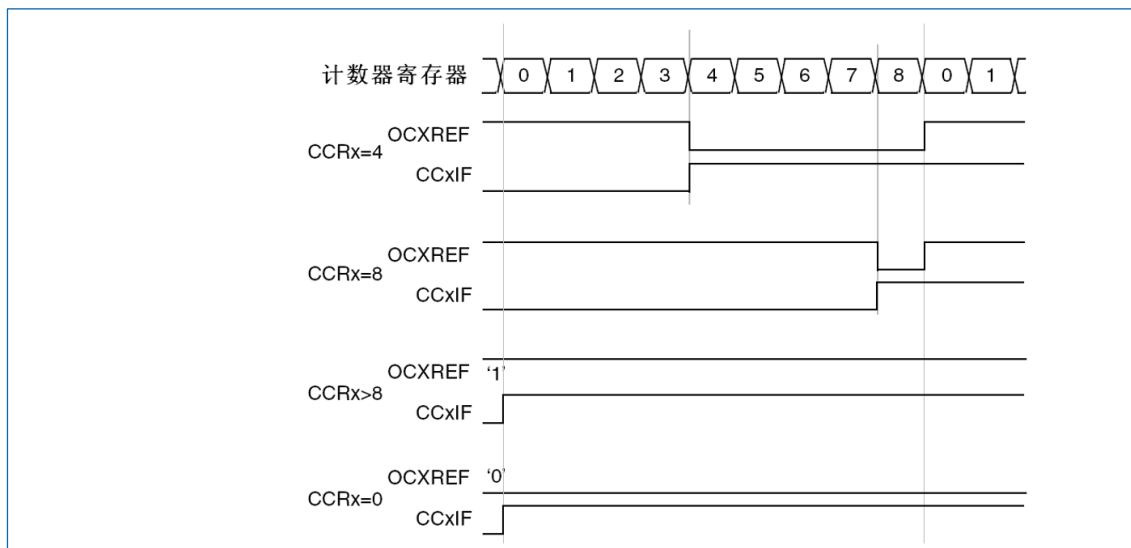 计数器寄存器 0 1 2 3 4 5 6 7 8 0 1
OCXREF
CCRx=4
CCxIF
OCXREF
CCRx=8
CCxIF
OCXREF '1'
CCRx>8
CCxIF
OCXREF '0'
CCRx=0
CCxIF